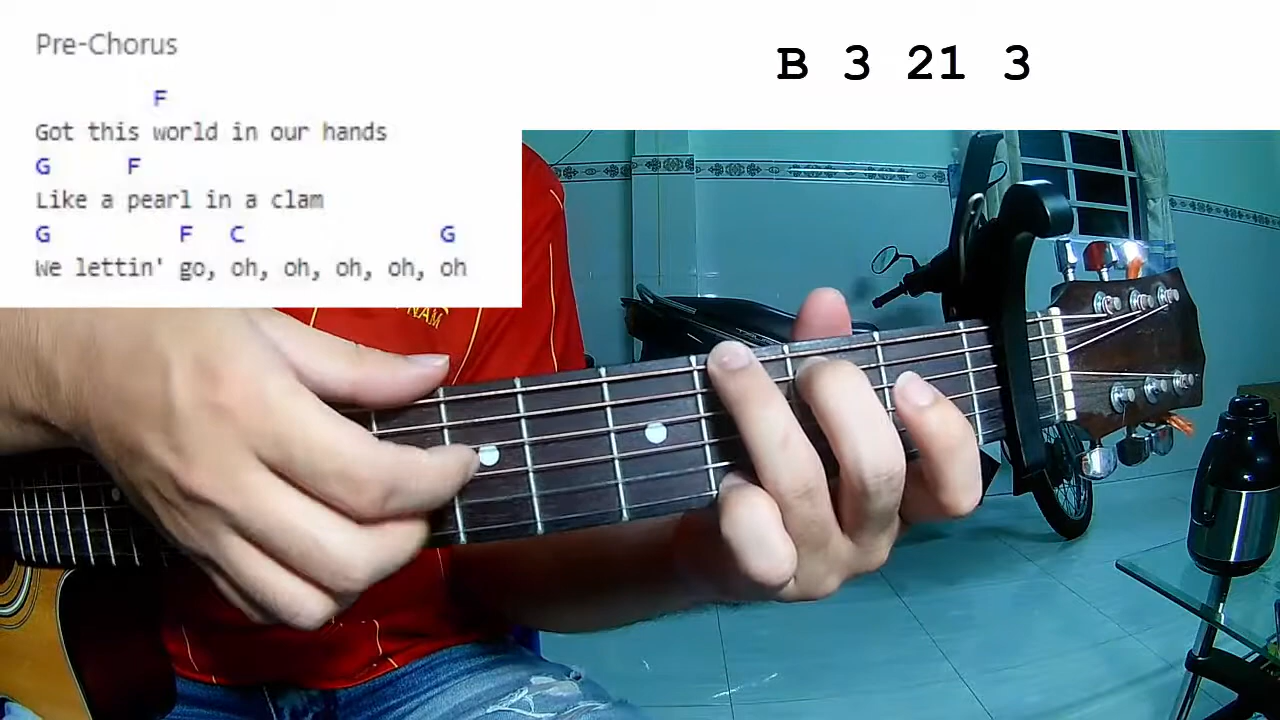 Pre-Chorus
F
Got this world in our hands
G F
Like a pearl in a clam
G F C G
We lettin' go, oh, oh, oh, oh, oh
B 3 21 3
NAM